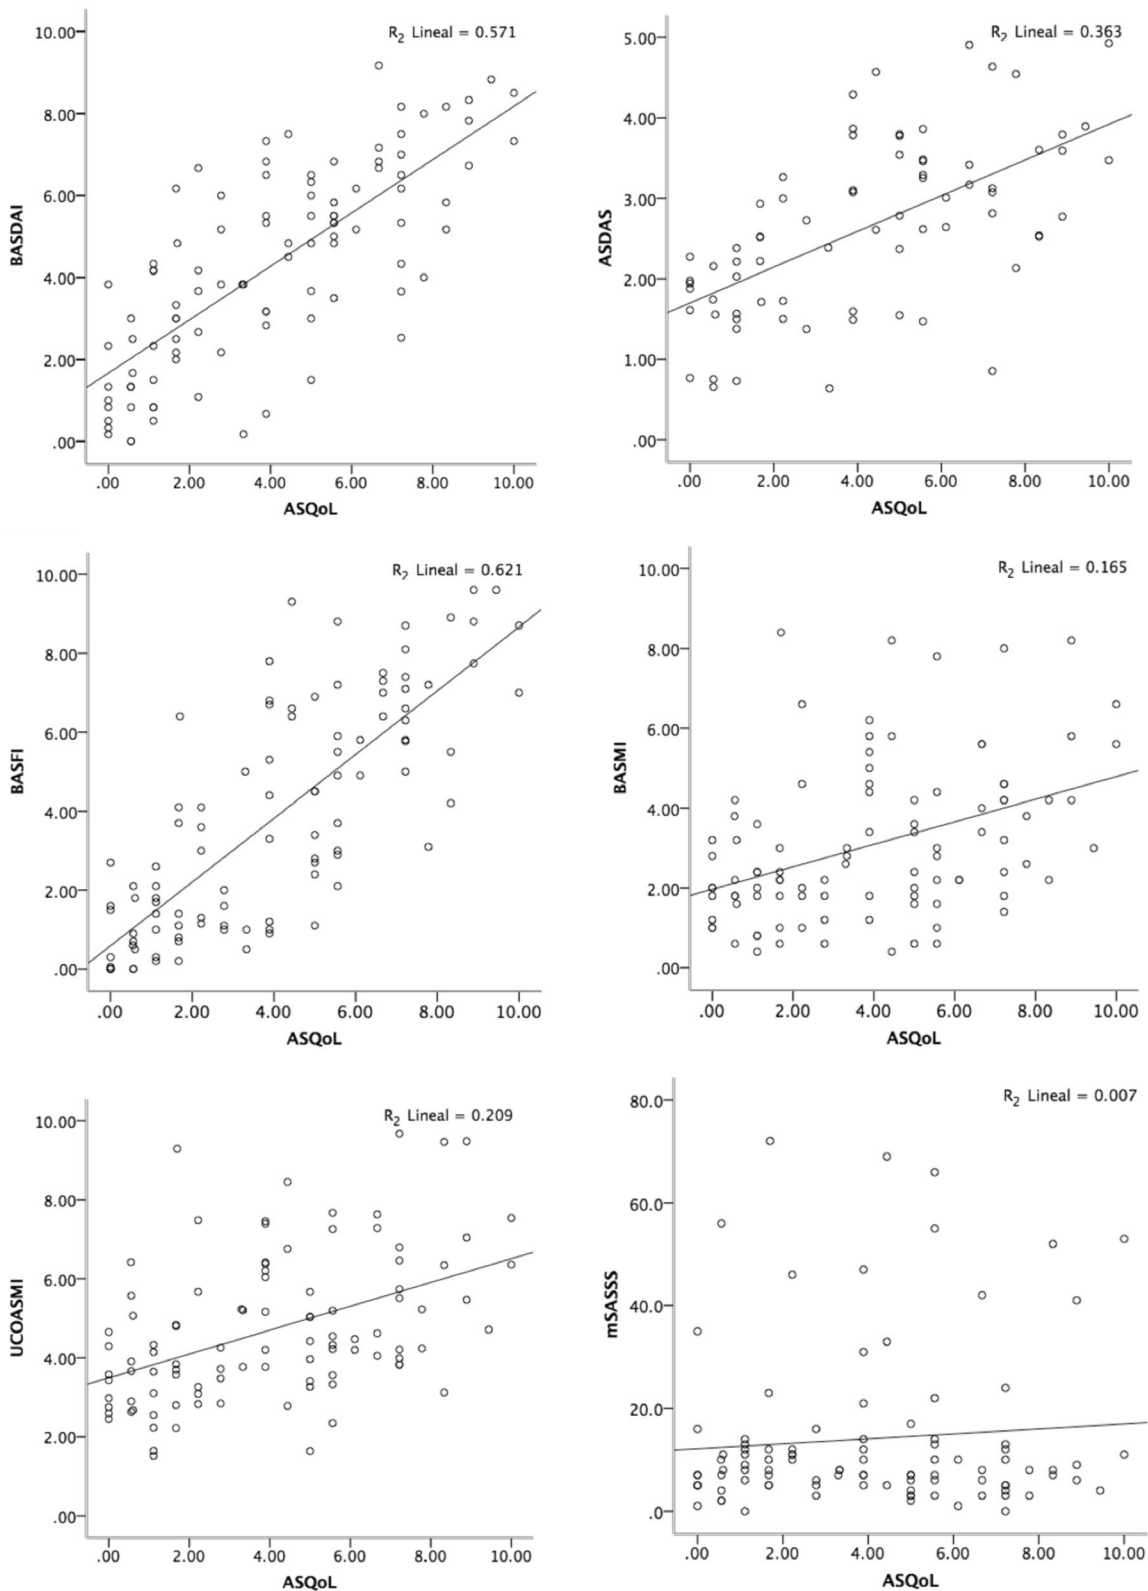 R2 Lineal = 0.571
10.00
8.00
6.00
4.00
2.00
.00
BASDAI
.00 2.00 4.00 6.00 8.00 10.00
ASQoL
R2 Lineal = 0.363
5.00
4.00
3.00
2.00
1.00
.00
ASDAS
.00 2.00 4.00 6.00 8.00 10.00
ASQoL
R2 Lineal = 0.621
10.00
8.00
6.00
4.00
2.00
.00
BASFI
.00 2.00 4.00 6.00 8.00 10.00
ASQoL
R2 Lineal = 0.165
10.00
8.00
6.00
4.00
2.00
.00
BASMI
.00 2.00 4.00 6.00 8.00 10.00
ASQoL
R2 Lineal = 0.209
10.00
8.00
6.00
4.00
2.00
.00
UCOASMI
.00 2.00 4.00 6.00 8.00 10.00
ASQoL
R2 Lineal = 0.007
80.0
60.0
40.0
20.0
.0
mSASSS
.00 2.00 4.00 6.00 8.00 10.00
ASQoL